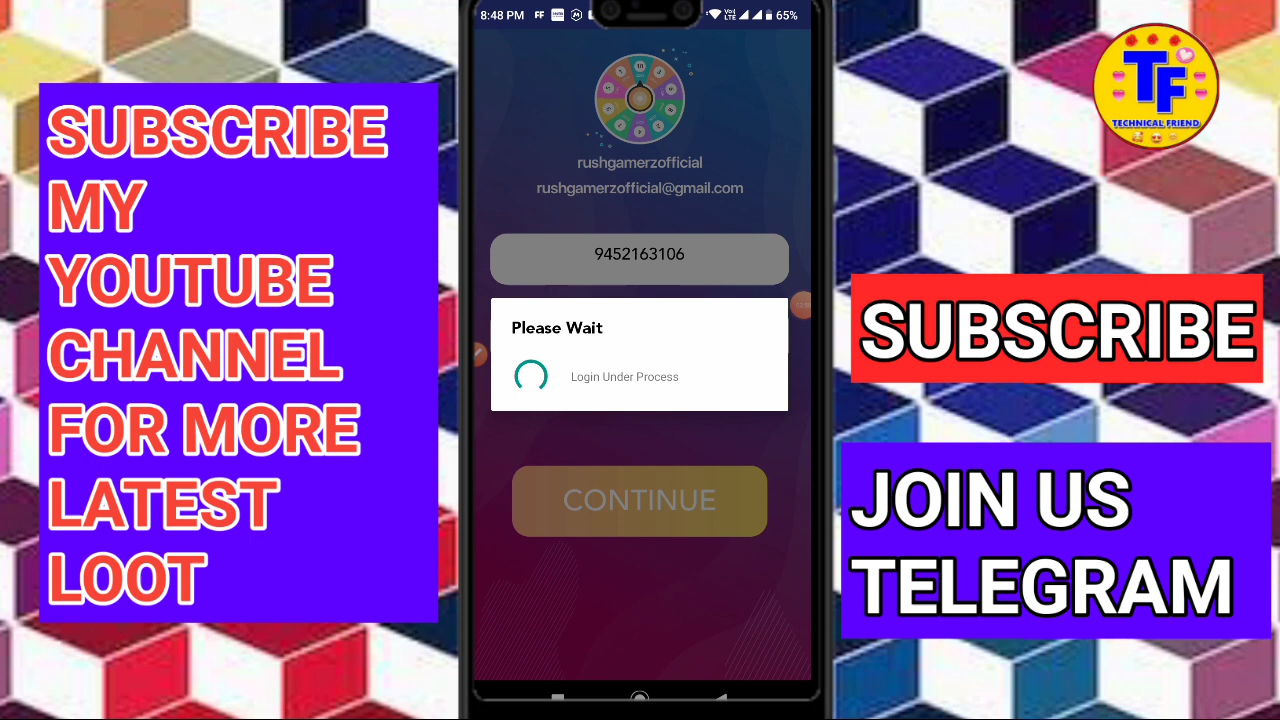 SUBSCRIBE
MY
YOUTUBE
CHANNEL
FOR MORE
LATEST
LOOT
8:48 PM
FF
65%
rushgamerzofficial
rushgamerzofficial@gmail.com
9452163106
Please Wait
Login Under Process
CONTINUE
TF
TECHNICAL FRIEND
SUBSCRIBE
JOIN US
TELEGRAM